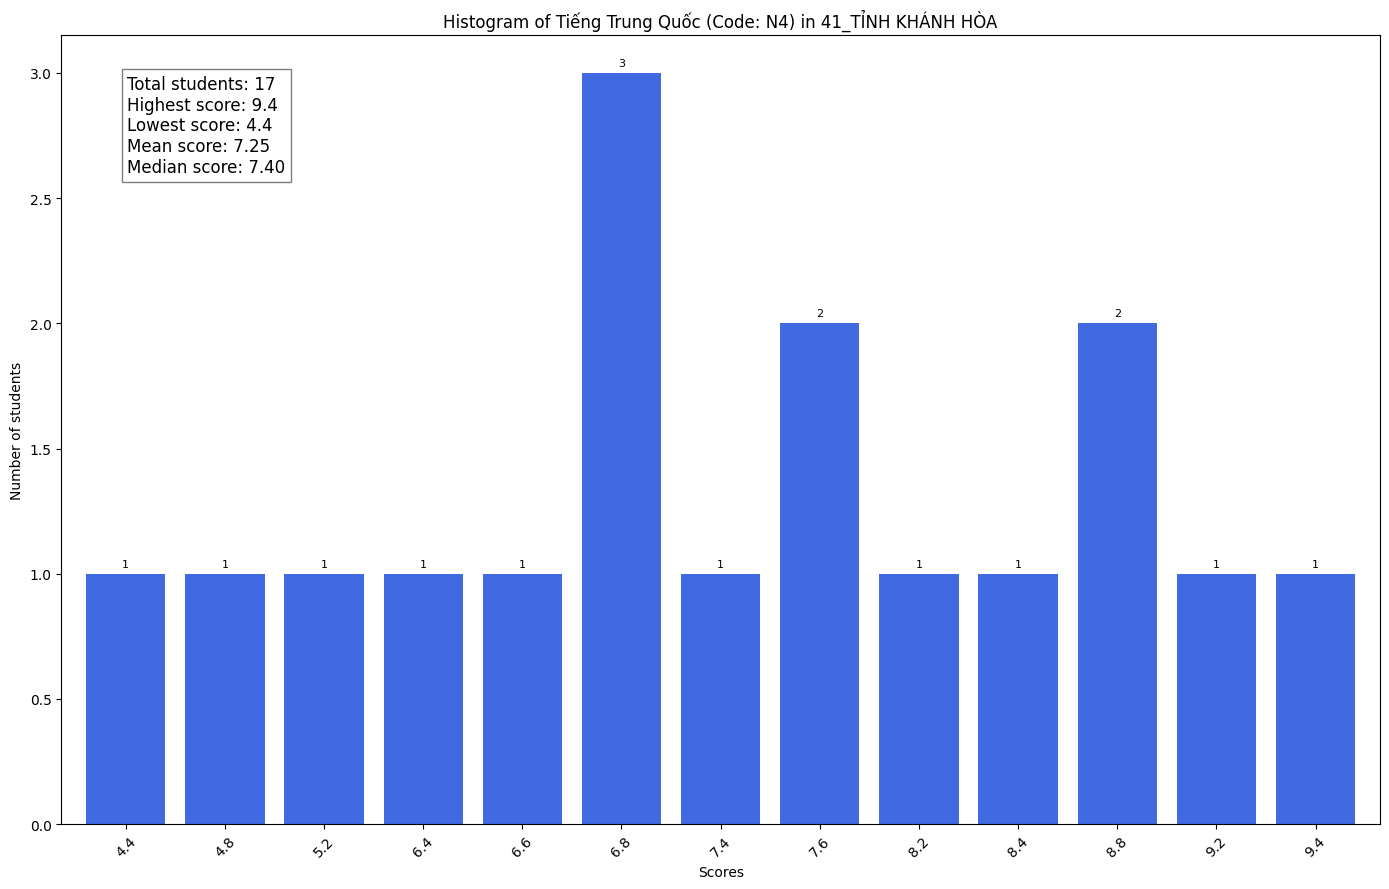 Histogram of Tiếng Trung Quốc (Code: N4) in 41_TỈNH KHÁNH HÒA
Total students: 17
Highest score: 9.4
Lowest score: 4.4
Mean score: 7.25
Median score: 7.40
Number of students
3.0
2.5
2.0
1.5
1.0
0.5
0.0
1 1 1 1 1 3 1 2 1 1 2 1 1
4.4 4.8 5.2 6.4 6.6 6.8 7.4 7.6 8.2 8.4 8.8 9.2 9.4
Scores